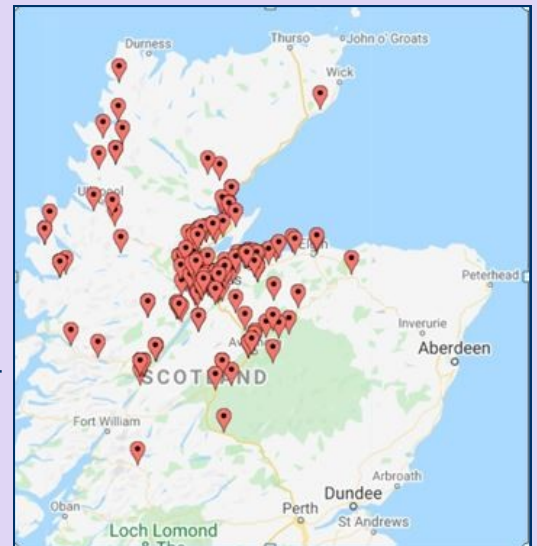 Durness
Thurso
John o' Groats
Wick
Ullapool
Elgin
Peterhead
Inverurie
Aberdeen
SCOTLAND
Fort William
Arbroath
Dundee
Oban
Perth
St Andrews
Loch Lomond
& The